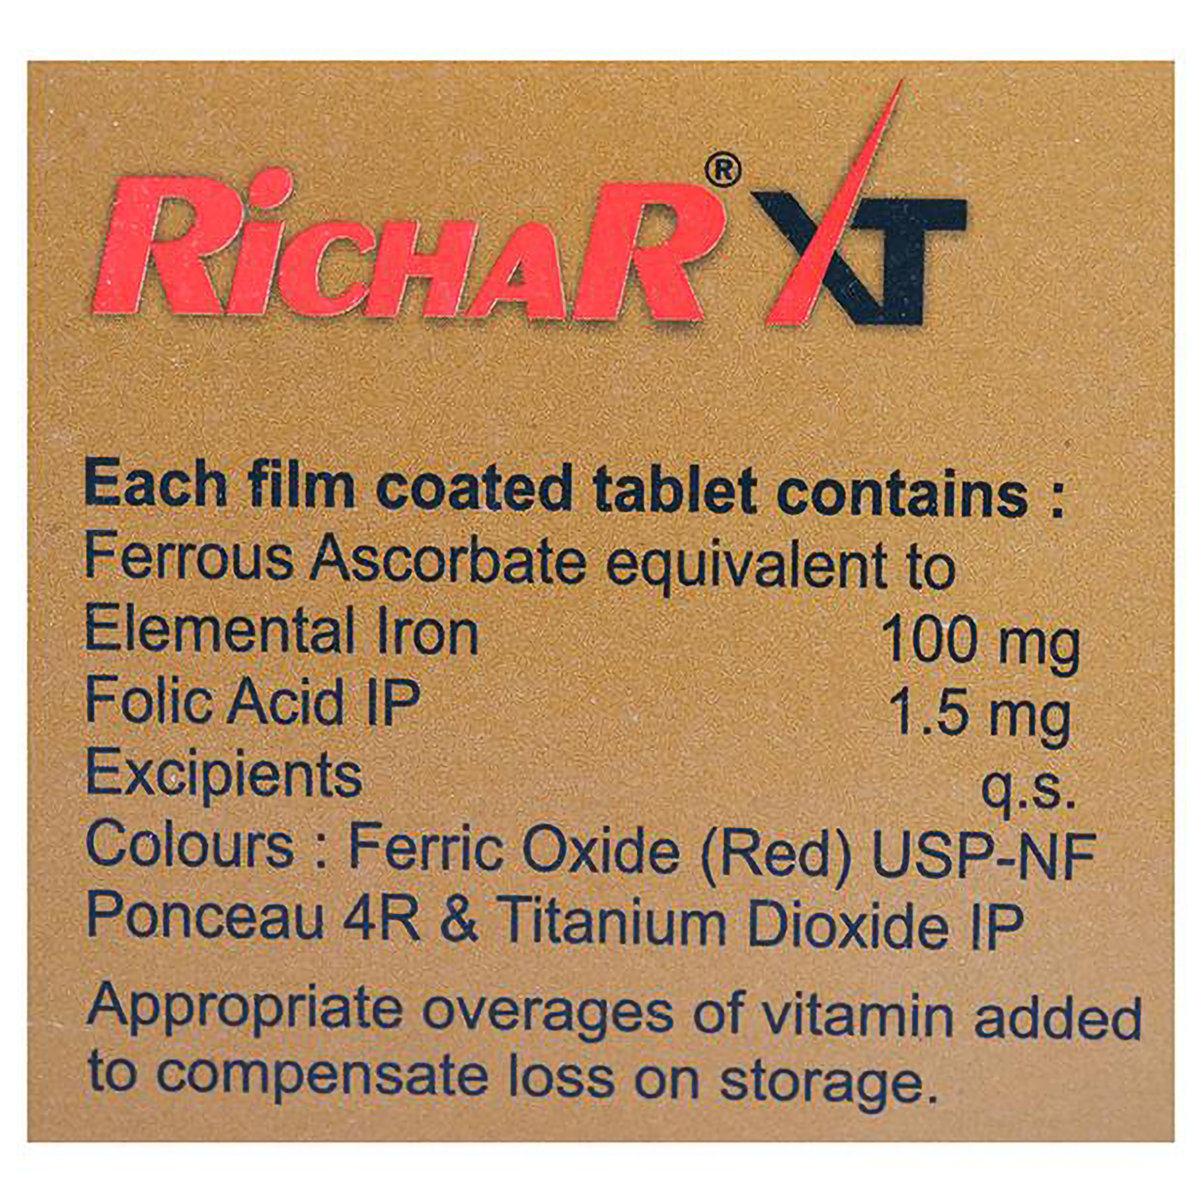 RicHAR® XT
Each film coated tablet contains :
Ferrous Ascorbate equivalent to
Elemental Iron 100 mg
Folic Acid IP 1.5 mg
Excipients q.s.
Colours : Ferric Oxide (Red) USP-NF
Ponceau 4R & Titanium Dioxide IP
Appropriate overages of vitamin added
to compensate loss on storage.